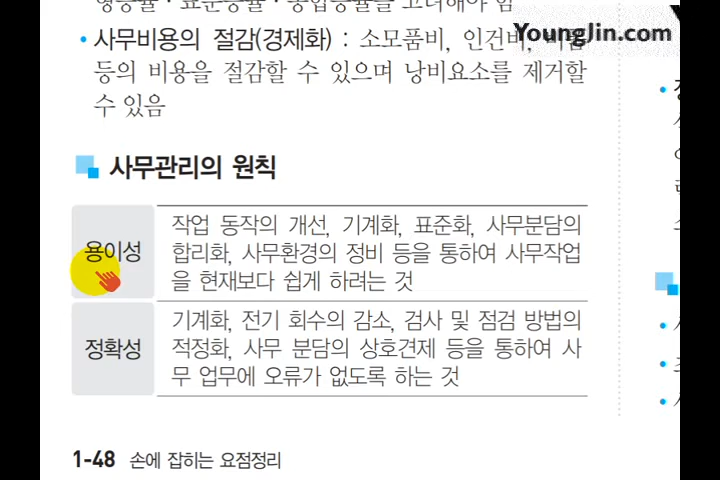 YoungJin.com
• 사무비용의 절감(경제화) : 소모품비, 인건비,
등의 비용을 절감할 수 있으며 낭비요소를 제거할
수 있음
사무관리의 원칙
용이성
작업 동작의 개선, 기계화, 표준화, 사무분담의
합리화, 사무환경의 정비 등을 통하여 사무작업
을 현재보다 쉽게 하려는 것
정확성
기계화, 전기 회수의 감소, 검사 및 점검 방법의
적정화, 사무 분담의 상호견제 등을 통하여 사
무 업무에 오류가 없도록 하는 것
1-48 손에 잡히는 요점정리